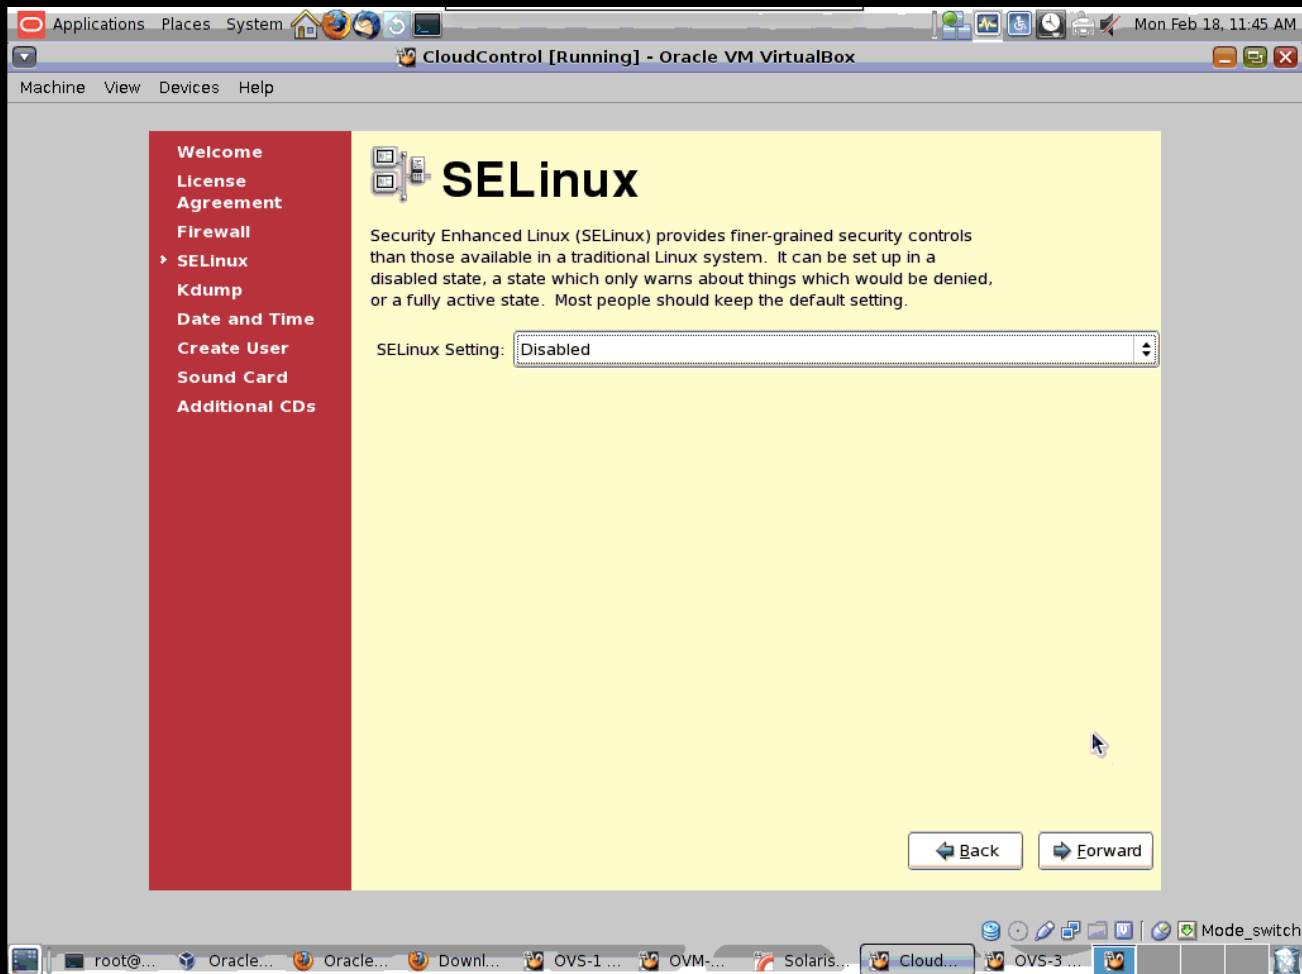 Applications Places System Mon Feb 18, 11:45 AM
CloudControl [Running] - Oracle VM VirtualBox
Machine View Devices Help
Welcome
License
Agreement
Firewall
SELinux
Kdump
Date and Time
Create User
Sound Card
Additional CDs
SELinux
Security Enhanced Linux (SELinux) provides finer-grained security controls
than those available in a traditional Linux system. It can be set up in a
disabled state, a state which only warns about things which would be denied,
or a fully active state. Most people should keep the default setting.
SELinux Setting: Disabled
Back Forward
Mode_switch
root@... Oracle... Oracle... Downl... OVS-1 ... OVM-... Solaris... Cloud... OVS-3 ...